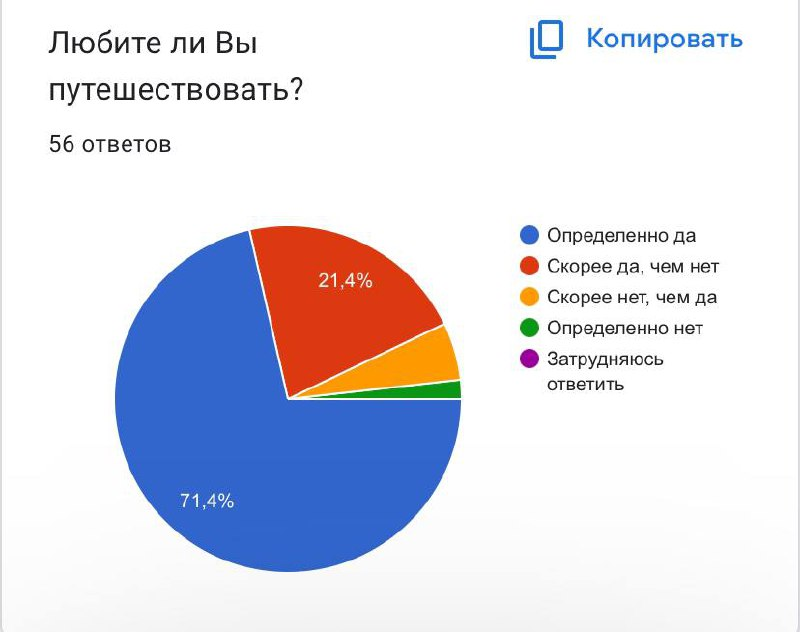 Любите ли Вы
путешествовать?
Копировать
56 ответов
21,4%
71,4%
Определенно да
Скорее да, чем нет
Скорее нет, чем да
Определенно нет
Затрудняюсь
ответить